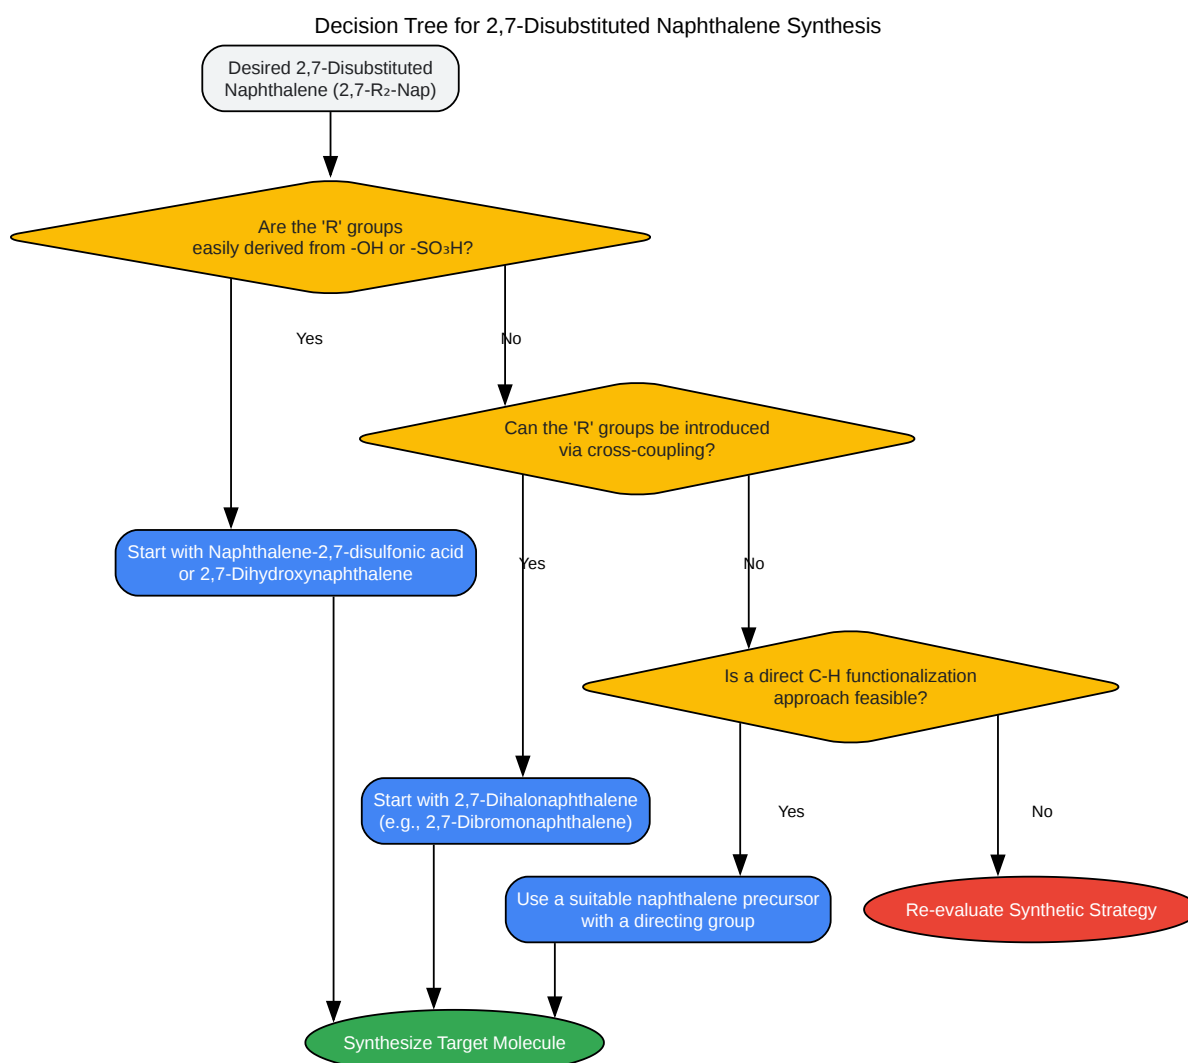 Decision Tree for 2,7-Disubstituted Naphthalene Synthesis
Desired 2,7-Disubstituted
Naphthalene (2,7-R₂-Nap)
Are the 'R' groups
easily derived from -OH or -SO₃H?
Yes
No
Can the 'R' groups be introduced
via cross-coupling?
Start with Naphthalene-2,7-disulfonic acid
or 2,7-Dihydroxynaphthalene
Yes
No
Is a direct C-H functionalization
approach feasible?
Start with 2,7-Dihalonaphthalene
(e.g., 2,7-Dibromonaphthalene)
Yes
No
Use a suitable naphthalene precursor
with a directing group
Re-evaluate Synthetic Strategy
Synthesize Target Molecule